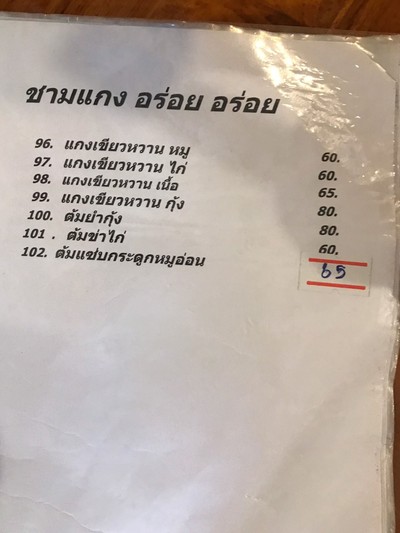 ชามแกง อร่อย อร่อย
96. แกงเขียวหวาน หมู 60.
97. แกงเขียวหวาน ไก่ 60.
98. แกงเขียวหวาน เนื้อ 65.
99. แกงเขียวหวาน กุ้ง 80.
100. ต้มยำกุ้ง 80.
101 . ต้มข่าไก่ 60.
102. ต้มแซ่บกระดูกหมูอ่อน 65